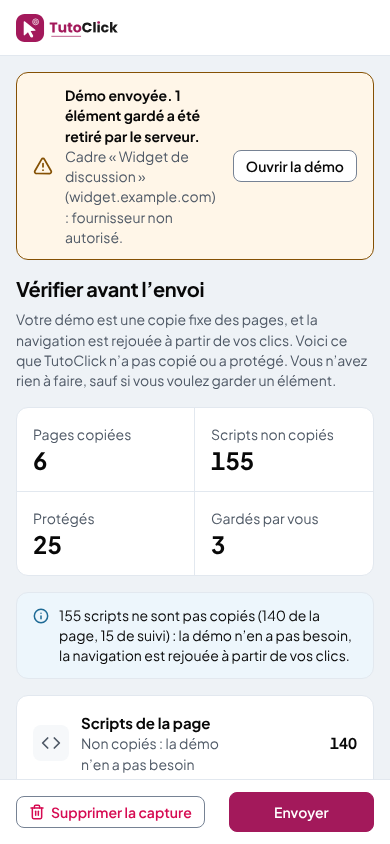 TutoClick
Démo envoyée. 1
élément gardé a été
retiré par le serveur.
Cadre « Widget de
discussion »
(widget.example.com)
: fournisseur non
autorisé.
Ouvrir la démo
Vérifier avant l’envoi
Votre démo est une copie fixe des pages, et la
navigation est rejouée à partir de vos clics. Voici ce
que TutoClick n’a pas copié ou a protégé. Vous n’avez
rien à faire, sauf si vous voulez garder un élément.
Pages copiées
6
Scripts non copiés
155
Protégés
25
Gardés par vous
3
155 scripts ne sont pas copiés (140 de la
page, 15 de suivi) : la démo n’en a pas besoin,
la navigation est rejouée à partir de vos clics.
Scripts de la page
Non copiés : la démo
n’en a pas besoin
140
Supprimer la capture
Envoyer